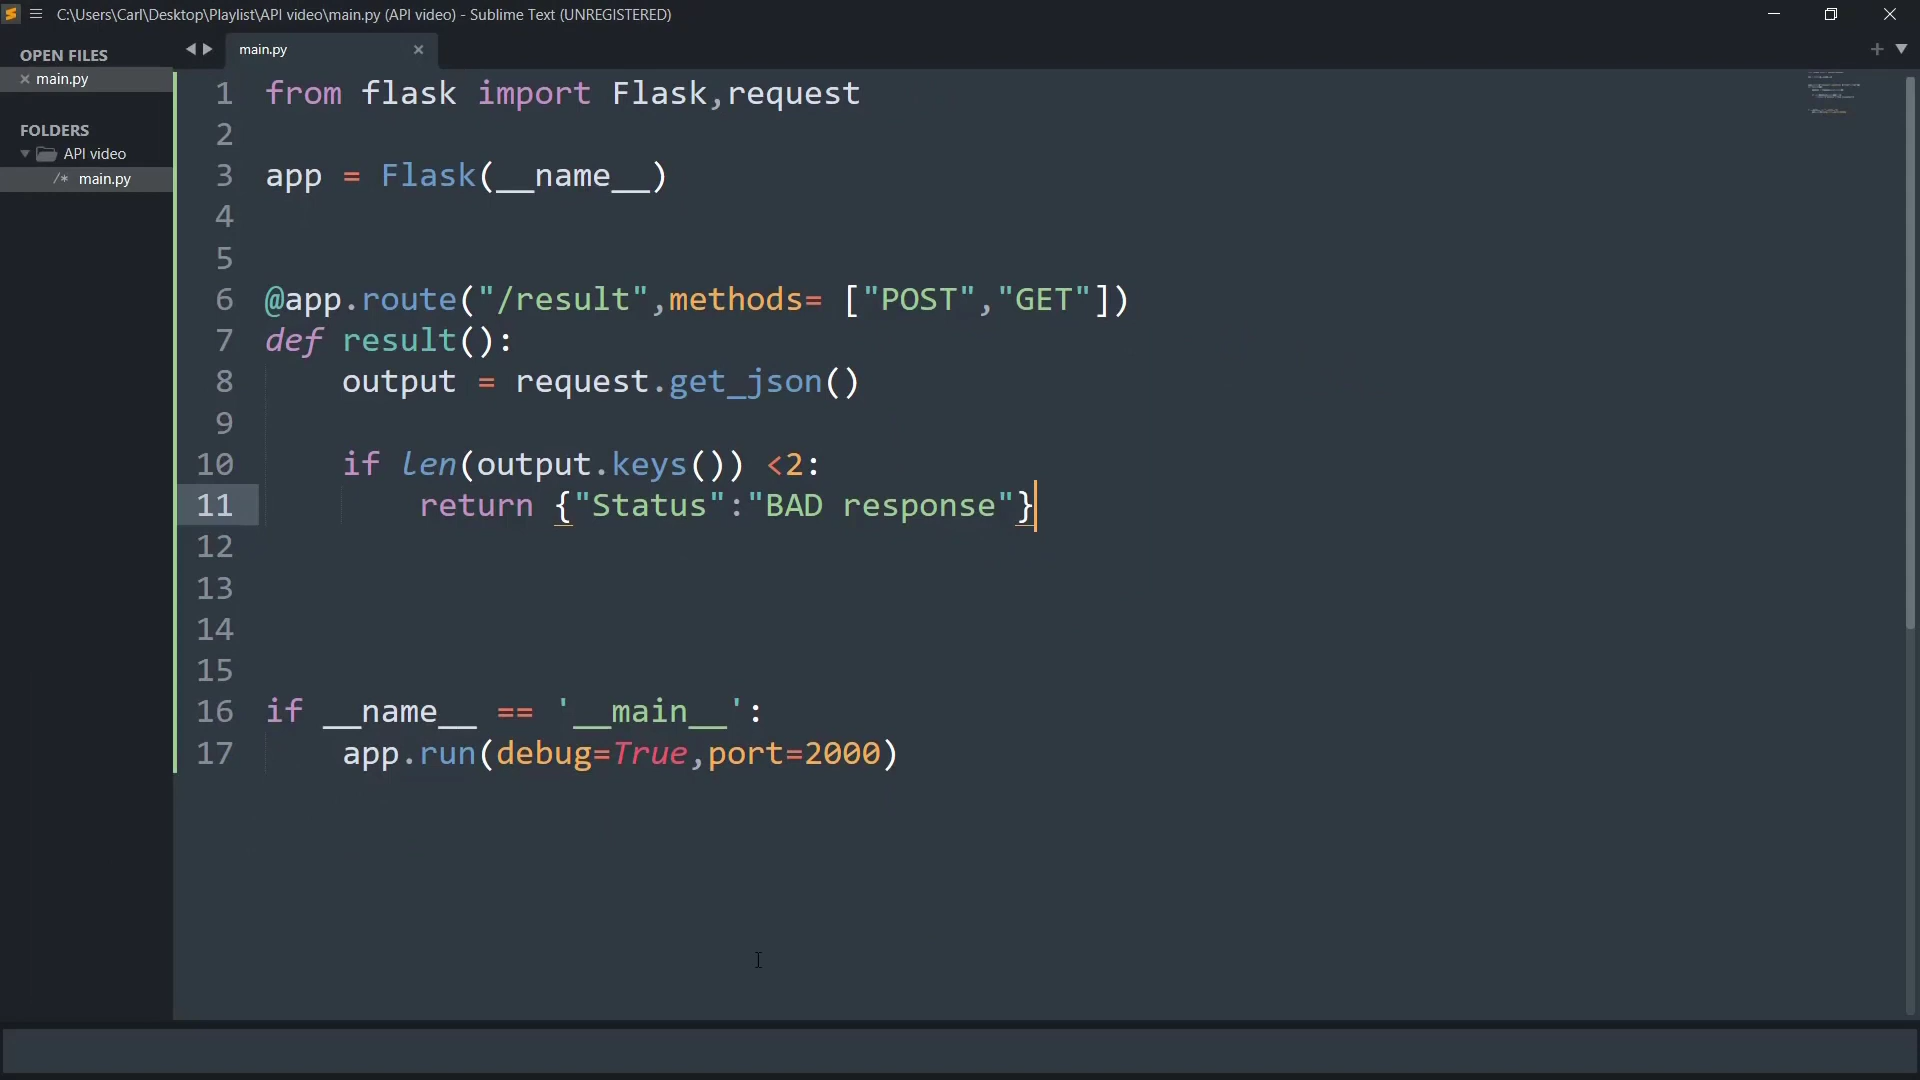 C:\Users\Carl\Desktop\Playlist\API video\main.py (API video) - Sublime Text (UNREGISTERED)
OPEN FILES
main.py
FOLDERS
API video
/* main.py
main.py
1 from flask import Flask,request
2
3 app = Flask(__name__)
4
5
6 @app.route("/result",methods= ["POST","GET"])
7 def result():
8 output = request.get_json()
9
10 if len(output.keys()) <2:
11 return {"Status":"BAD response"}
12
13
14
15
16 if __name__ == '__main__':
17 app.run(debug=True,port=2000)